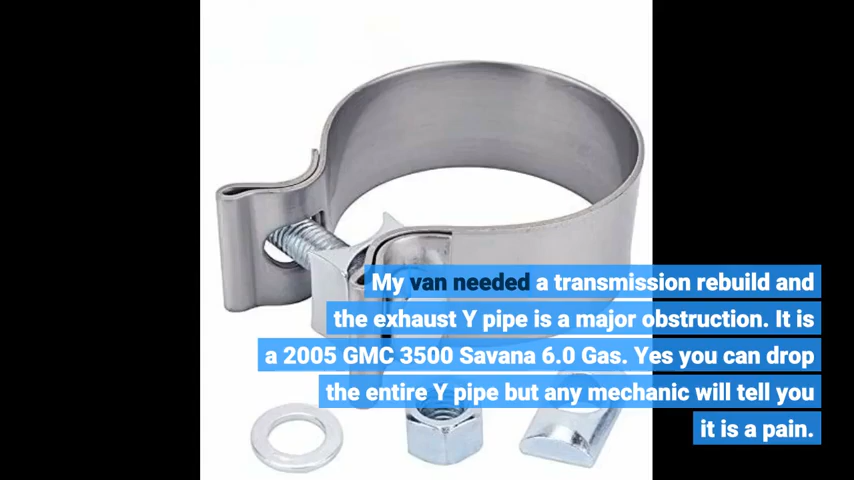 My van needed a transmission rebuild and
the exhaust Y pipe is a major obstruction. It is
a 2005 GMC 3500 Savana 6.0 Gas. Yes you can drop
the entire Y pipe but any mechanic will tell you
it is a pain.